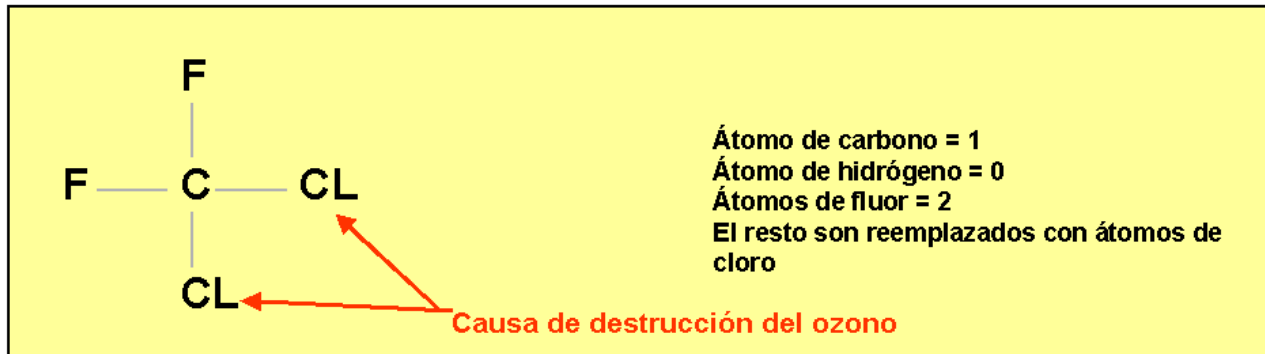 F
F C CL
CL
Átomo de carbono = 1
Átomo de hidrógeno = 0
Átomos de fluor = 2
El resto son reemplazados con átomos de
cloro
Causa de destrucción del ozono